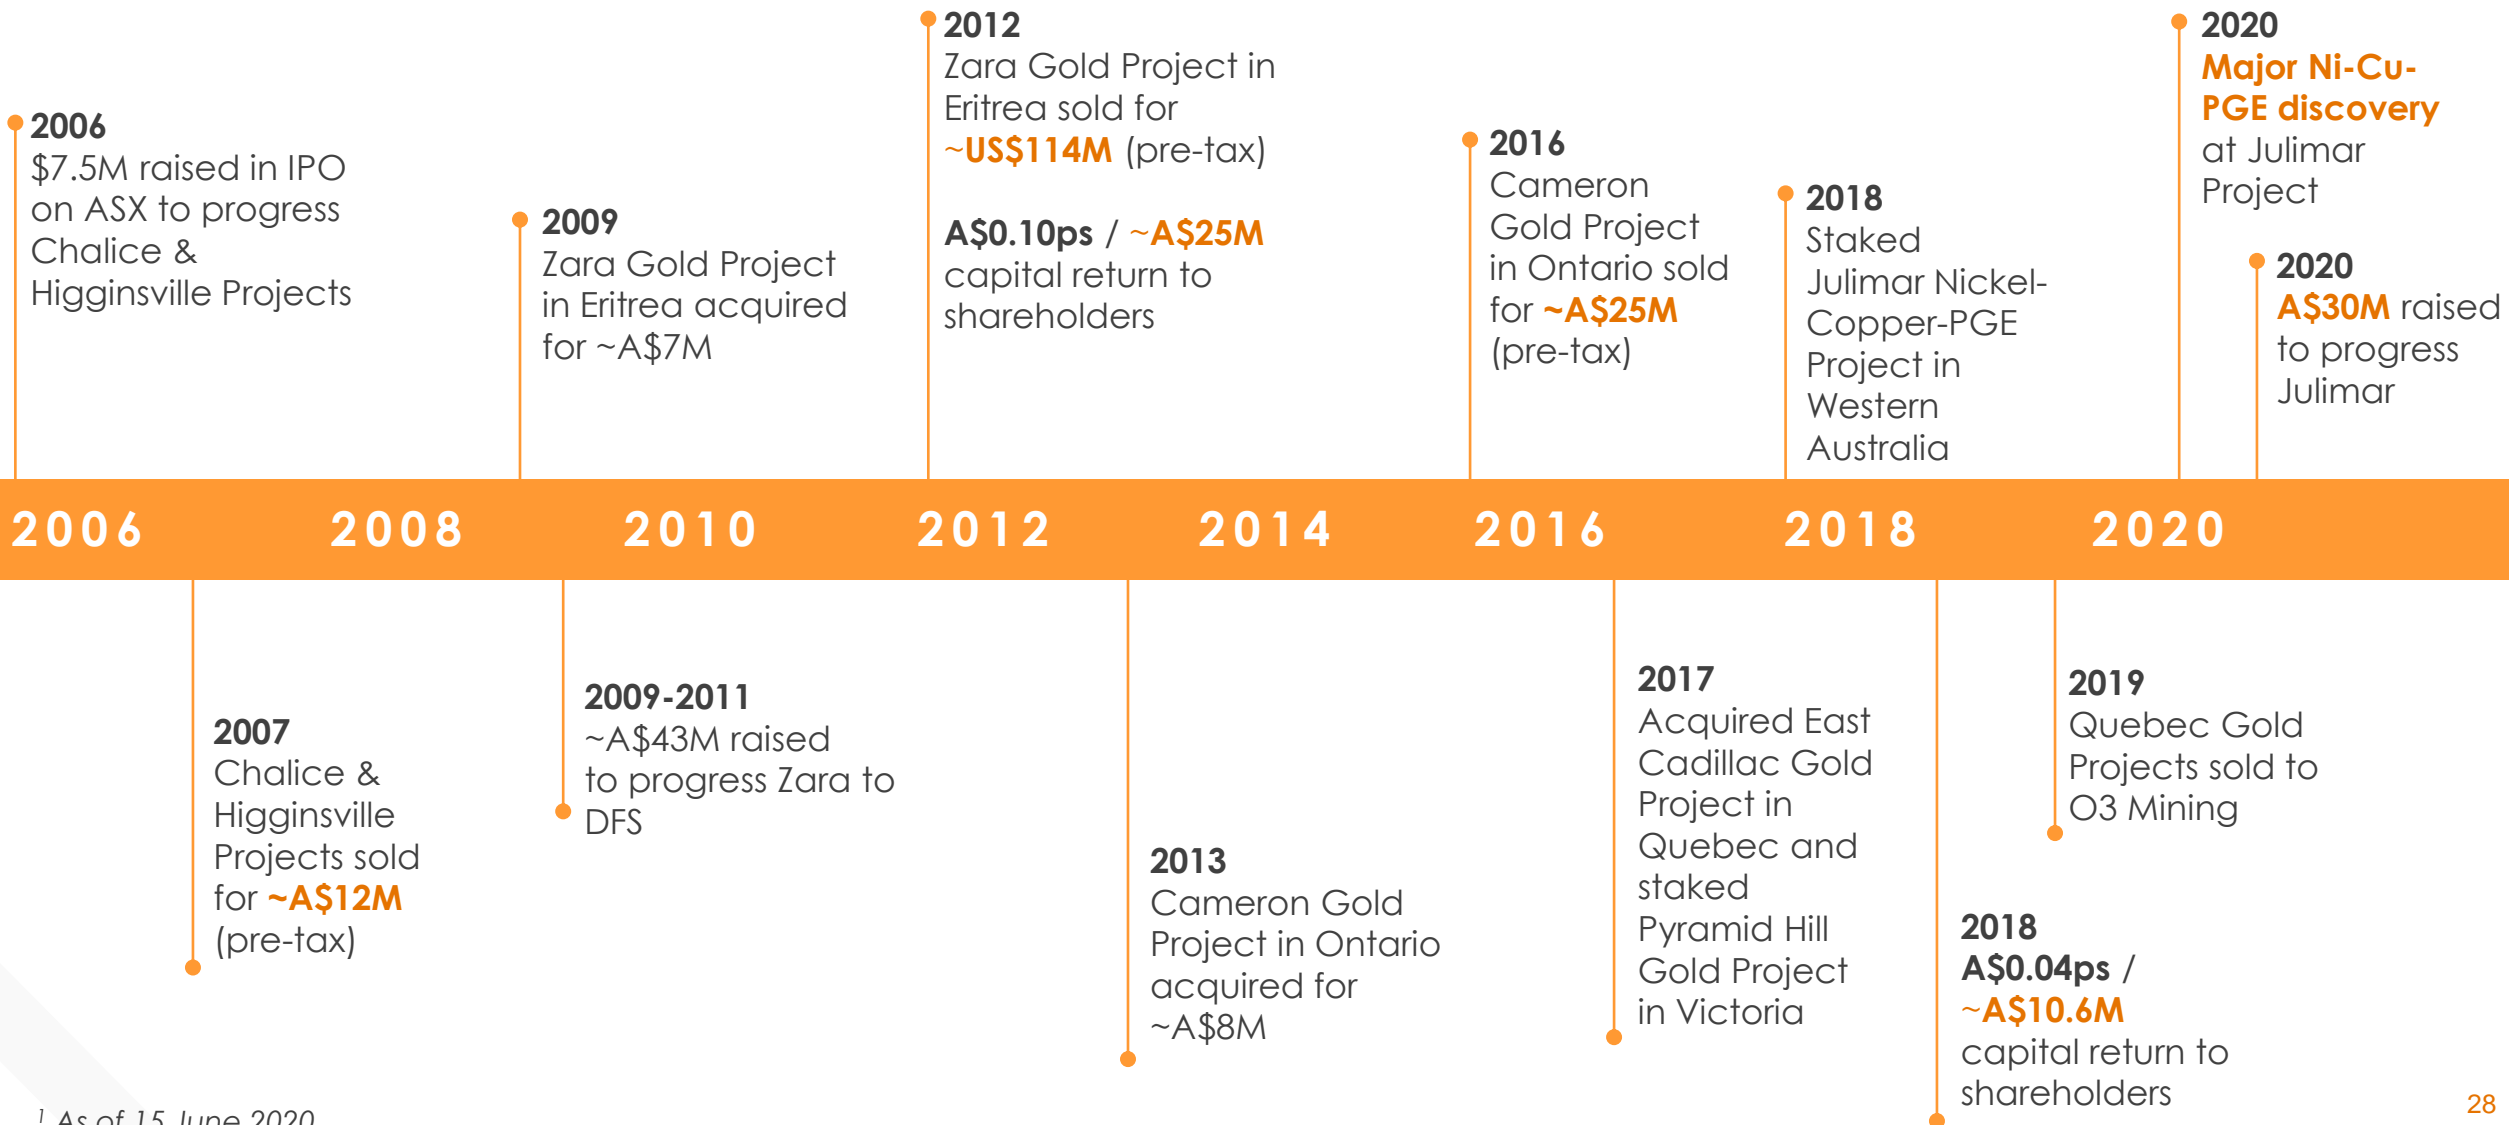 2006
$7.5M raised in IPO
on ASX to progress
Chalice &
Higginsville Projects
2009
Zara Gold Project
in Eritrea acquired
for ~A$7M
2012
Zara Gold Project in
Eritrea sold for
~US$114M (pre-tax)
A$0.10ps / ~A$25M
capital return to
shareholders
2016
Cameron
Gold Project
in Ontario sold
for ~A$25M
(pre-tax)
2018
Staked
Julimar Nickel-
Copper-PGE
Project in
Western
Australia
2020
Major Ni-Cu-
PGE discovery
at Julimar
Project
2020
A$30M raised
to progress
Julimar
2006 2008 2010 2012 2014 2016 2018 2020
2007
Chalice &
Higginsville
Projects sold
for ~A$12M
(pre-tax)
2009-2011
~A$43M raised
to progress Zara to
DFS
2013
Cameron Gold
Project in Ontario
acquired for
~A$8M
2017
Acquired East
Cadillac Gold
Project in
Quebec and
staked
Pyramid Hill
Gold Project
in Victoria
2018
A$0.04ps /
~A$10.6M
capital return to
shareholders
2019
Quebec Gold
Projects sold to
O3 Mining
1 As of 15 June 2020
28